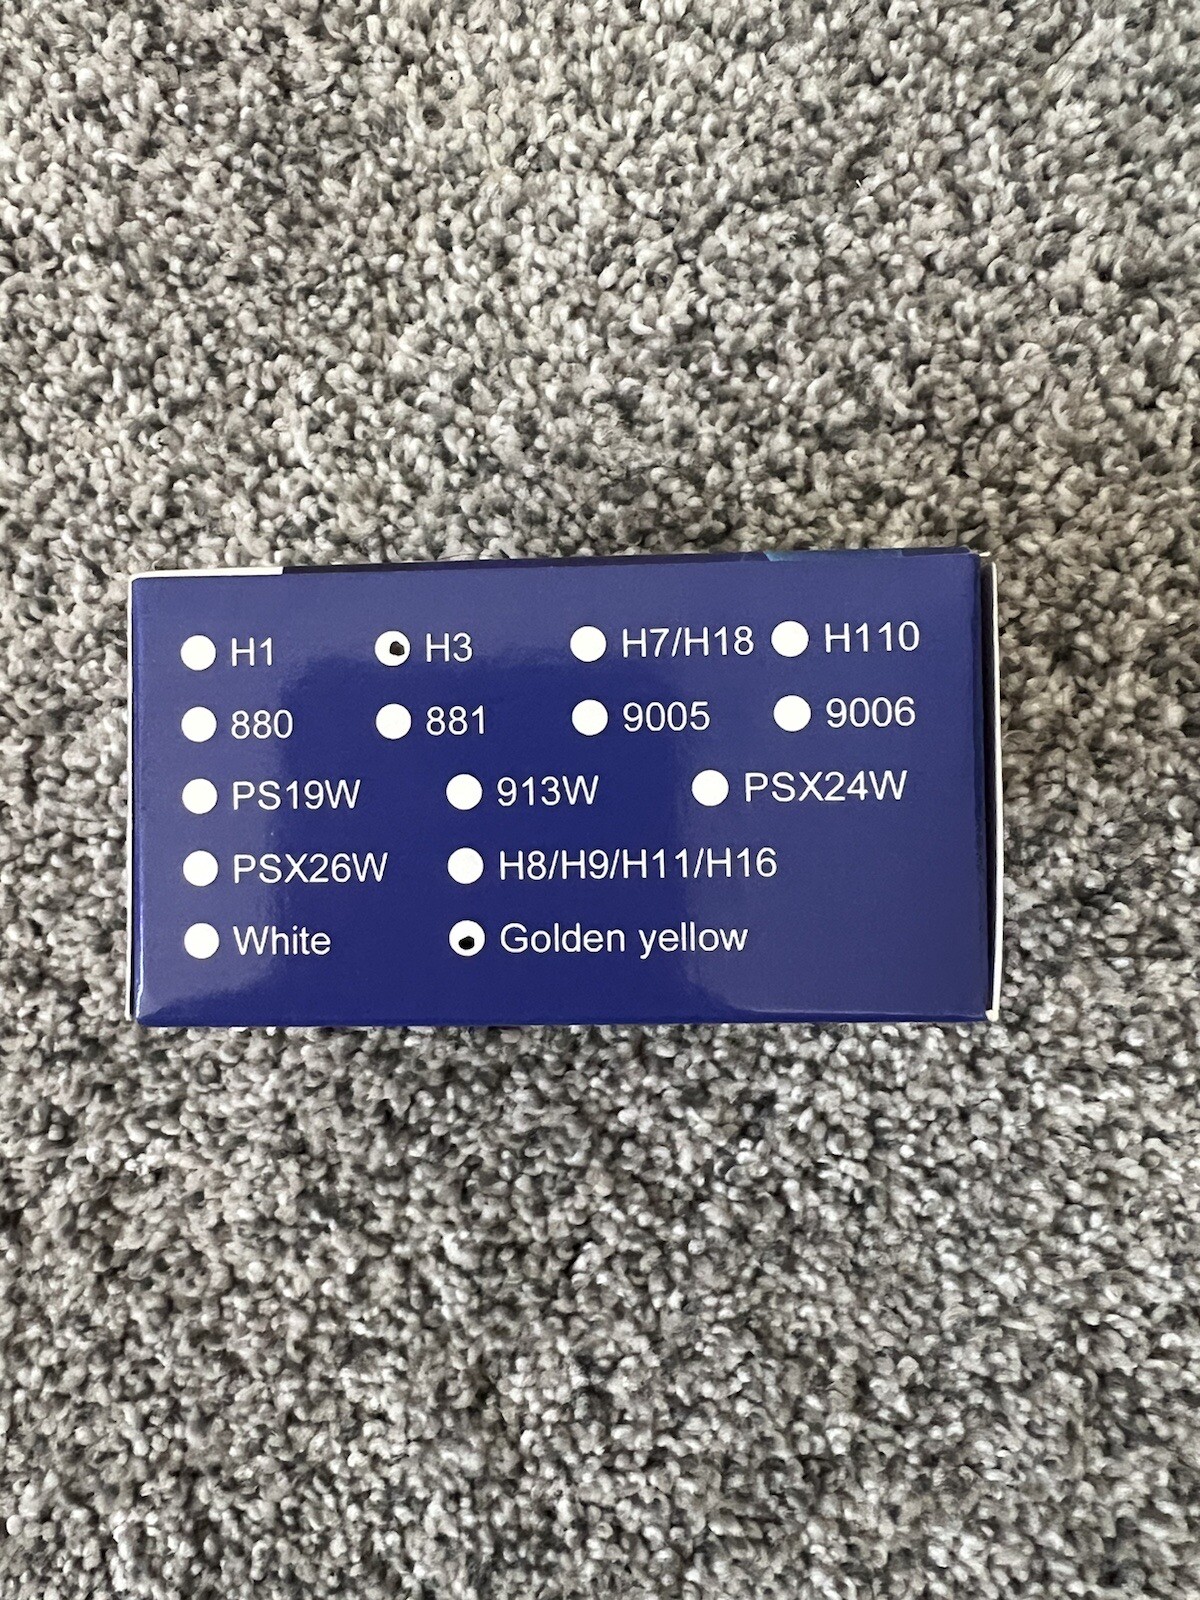 H1 H3 H7/H18 H110
880 881 9005 9006
PS19W 913W PSX24W
PSX26W H8/H9/H11/H16
White Golden yellow